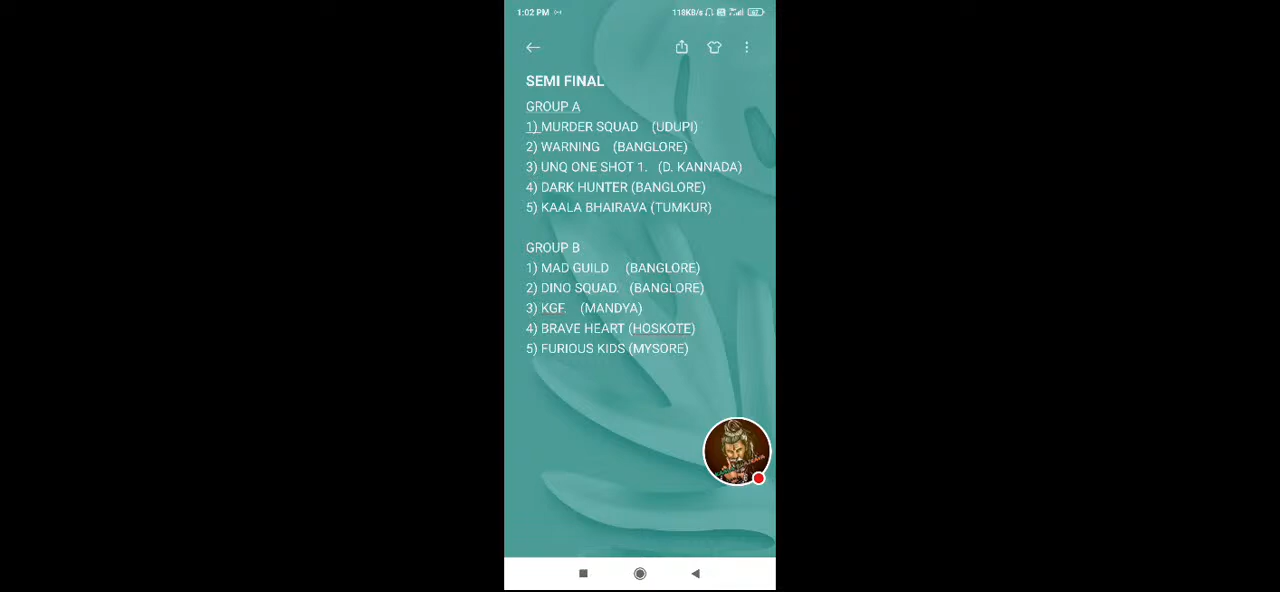 1:02 PM
118KB/s 67
SEMI FINAL
GROUP A
1) MURDER SQUAD (UDUPI)
2) WARNING (BANGLORE)
3) UNQ ONE SHOT 1. (D. KANNADA)
4) DARK HUNTER (BANGLORE)
5) KAALA BHAIRAVA (TUMKUR)
GROUP B
1) MAD GUILD (BANGLORE)
2) DINO SQUAD. (BANGLORE)
3) KGF. (MANDYA)
4) BRAVE HEART (HOSKOTE)
5) FURIOUS KIDS (MYSORE)